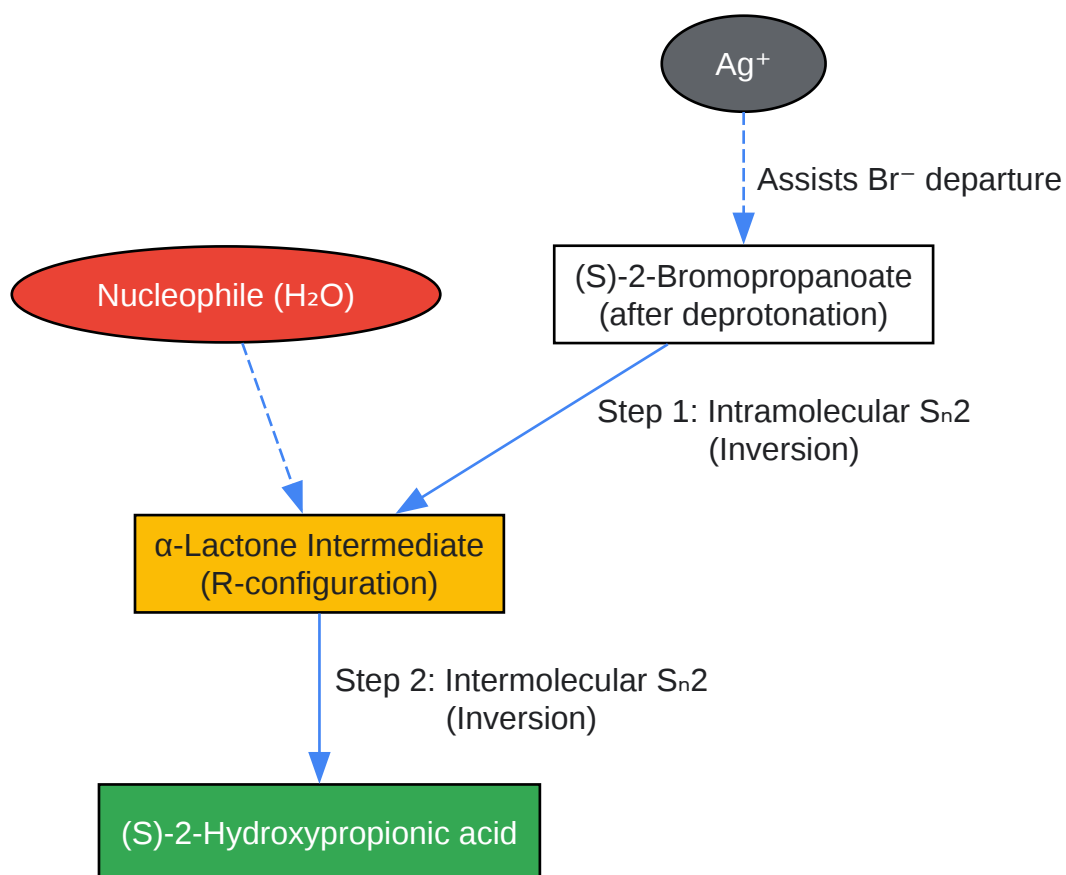 Ag⁺
Assists Br⁻ departure
(S)-2-Bromopropanoate
(after deprotonation)
Nucleophile (H₂O)
Step 1: Intramolecular Sₙ2
(Inversion)
α-Lactone Intermediate
(R-configuration)
Step 2: Intermolecular Sₙ2
(Inversion)
(S)-2-Hydroxypropionic acid